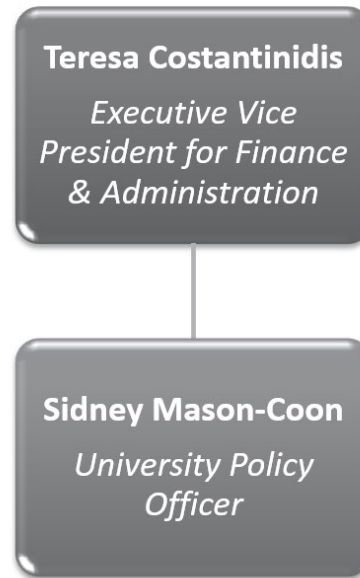 Teresa Costantinidis
Executive Vice
President for Finance
& Administration
Sidney Mason-Coon
University Policy
Officer